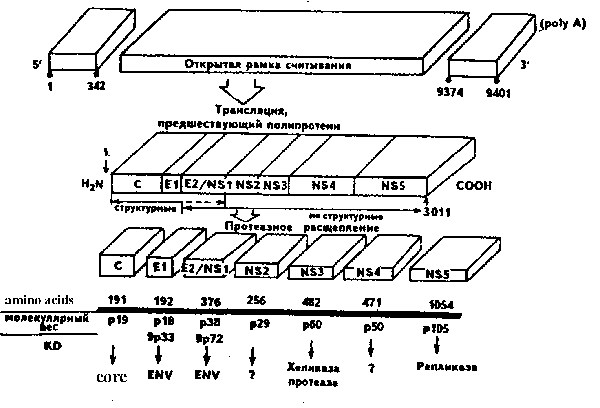 (poly A)
5' Открытая рамка считывания 3'
1 342 9374 9401
Трансляция,
предшествующий полипротеин
H₂N C E1 E2/NS1 NS2 NS3 NS4 NS5 COOH
структурные не структурные 3011
Протеазное расщепление
C E1 E2/NS1 NS2 NS3 NS4 NS5
amino acids 191 192 376 256 482 471 1054
молекулярный p19 p18 p38 p29 p60 p50 p105
вес gp33 gp72
KD
core ENV ENV ? Хеликаза ? Репликаза
протеаза